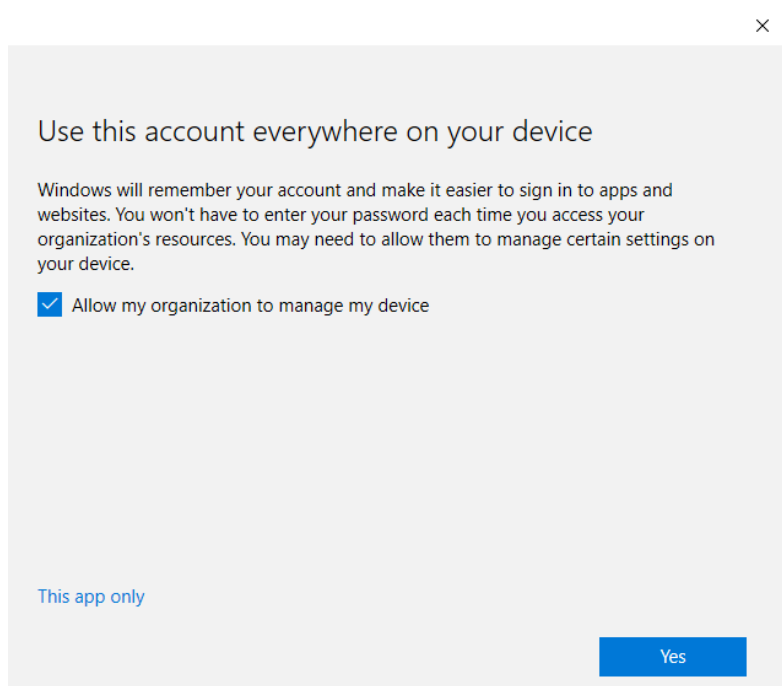 Use this account everywhere on your device
Windows will remember your account and make it easier to sign in to apps and
websites. You won't have to enter your password each time you access your
organization's resources. You may need to allow them to manage certain settings on
your device.
Allow my organization to manage my device
This app only
Yes